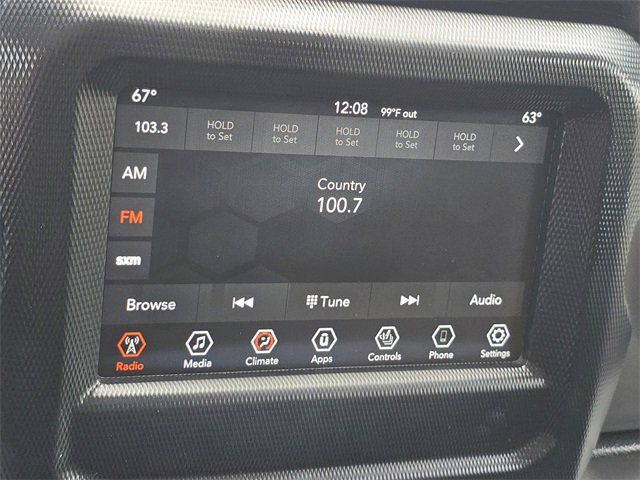 67° 12:08 99°F out 63°
103.3 HOLD to Set HOLD to Set HOLD to Set HOLD to Set HOLD to Set
AM
Country
FM 100.7
sxm
Browse Tune Audio
Radio Media Climate Apps Controls Phone Settings